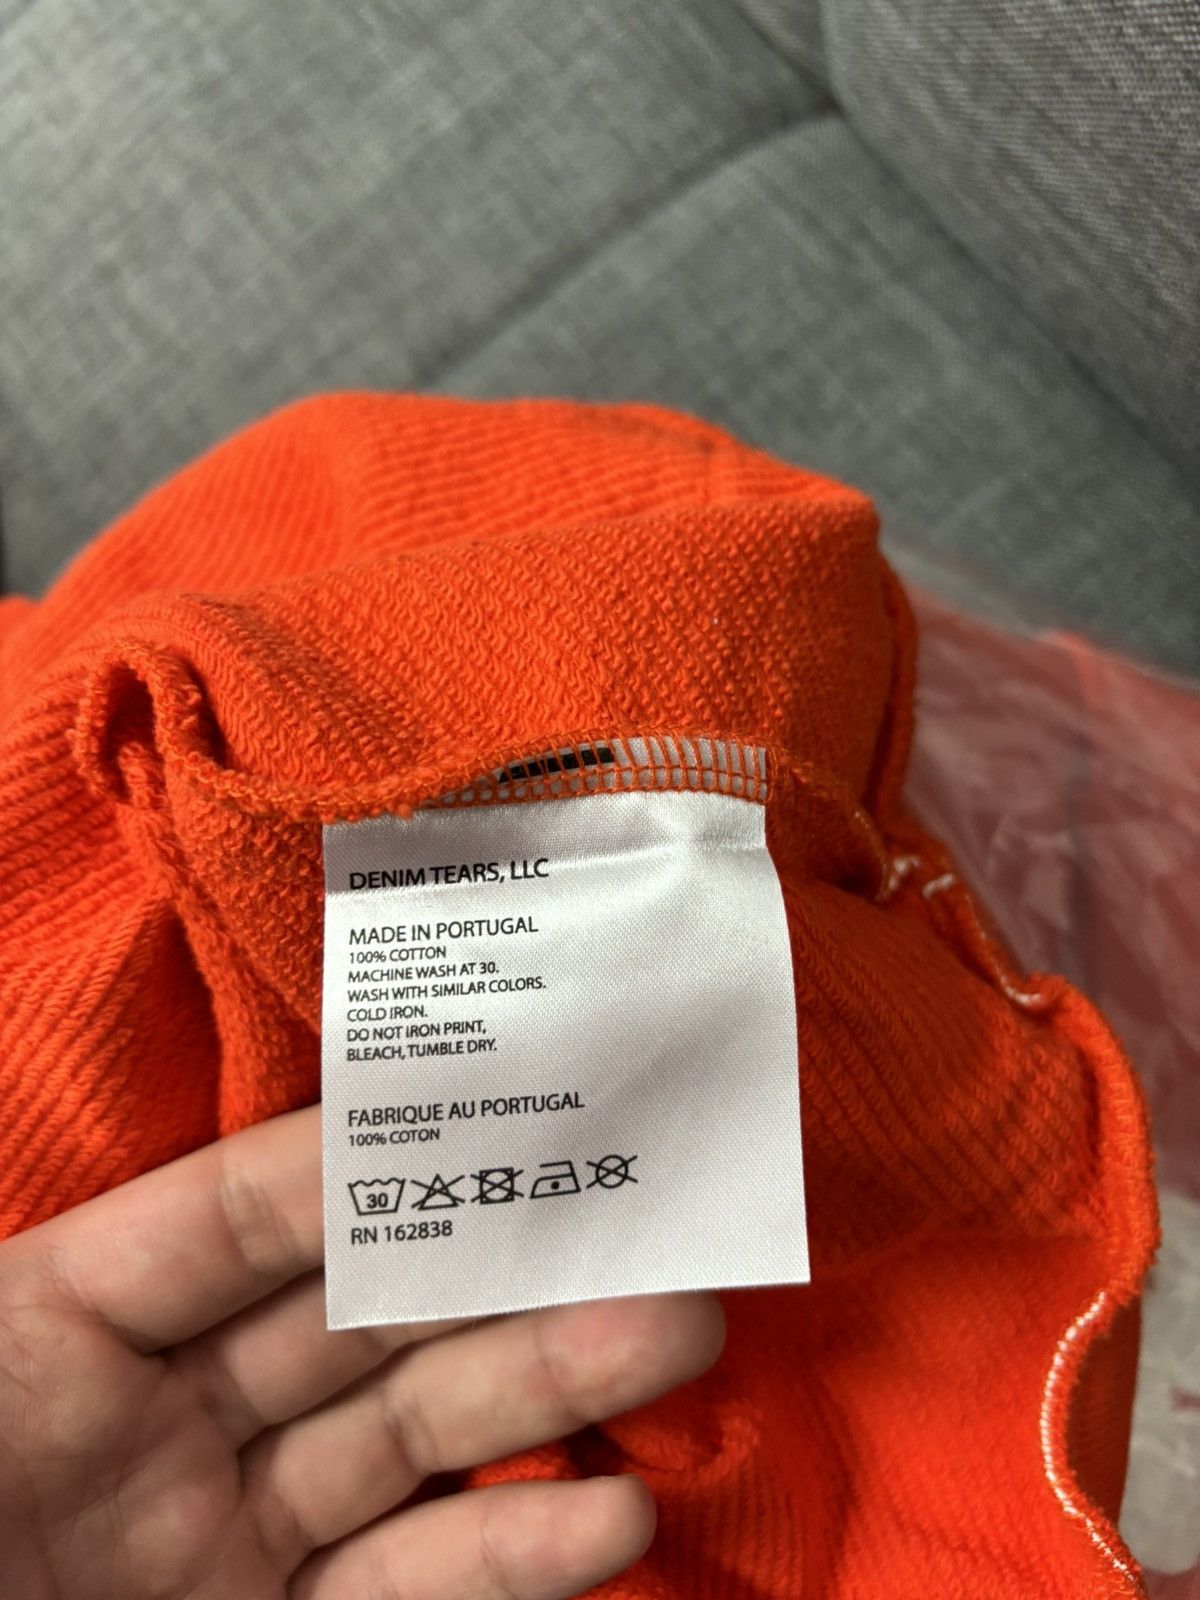 DENIM TEARS, LLC
MADE IN PORTUGAL
100% COTTON
MACHINE WASH AT 30.
WASH WITH SIMILAR COLORS.
COLD IRON.
DO NOT IRON PRINT,
BLEACH, TUMBLE DRY.
FABRIQUE AU PORTUGAL
100% COTON
30
RN 162838